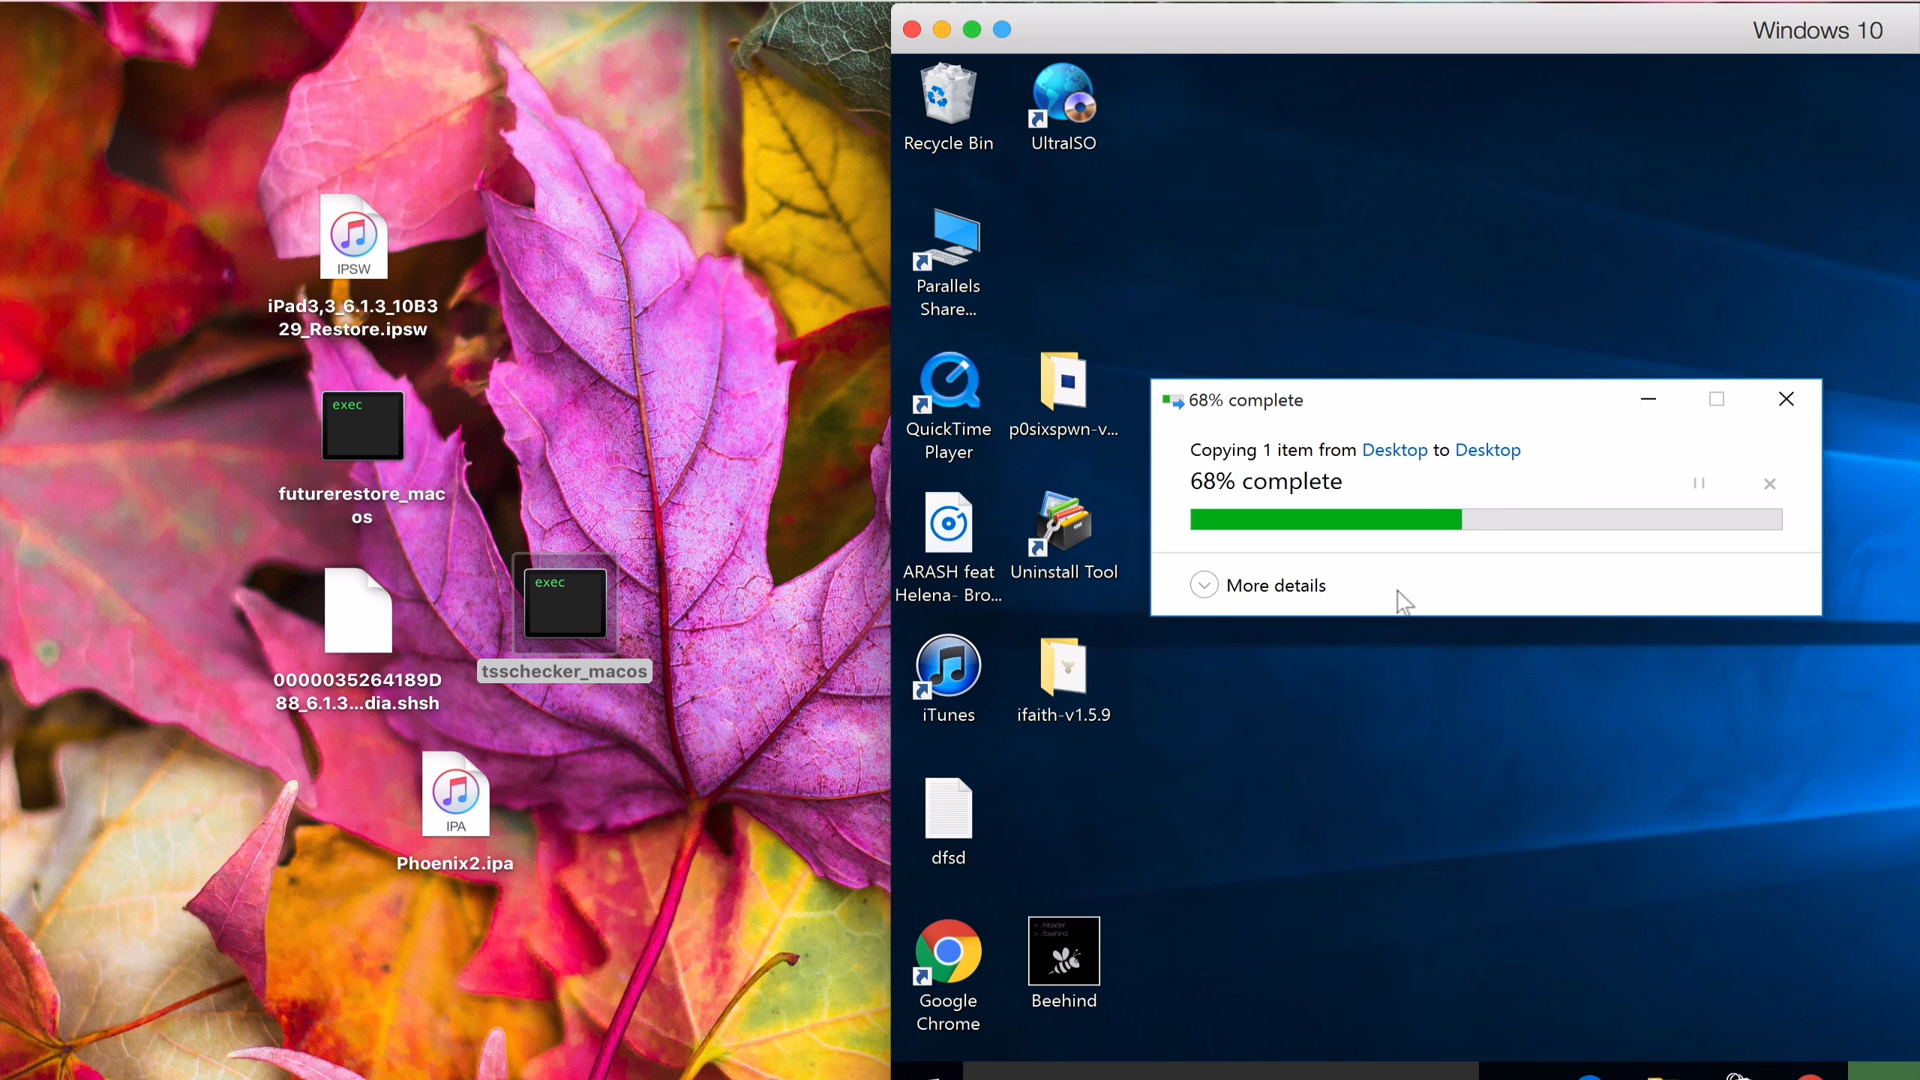 Windows 10
Recycle Bin
UltraISO
IPSW
iPad3,3_6.1.3_10B3
29_Restore.ipsw
Parallels
Share...
QuickTime
Player
p0sixspwn-v...
68% complete
Copying 1 item from Desktop to Desktop
68% complete
More details
exec
futurerestore_mac
os
ARASH feat
Helena- Bro...
Uninstall Tool
exec
tsschecker_macos
0000035264189D
88_6.1.3...dia.shsh
iTunes
ifaith-v1.5.9
IPA
Phoenix2.ipa
dfsd
Google
Chrome
Beehind